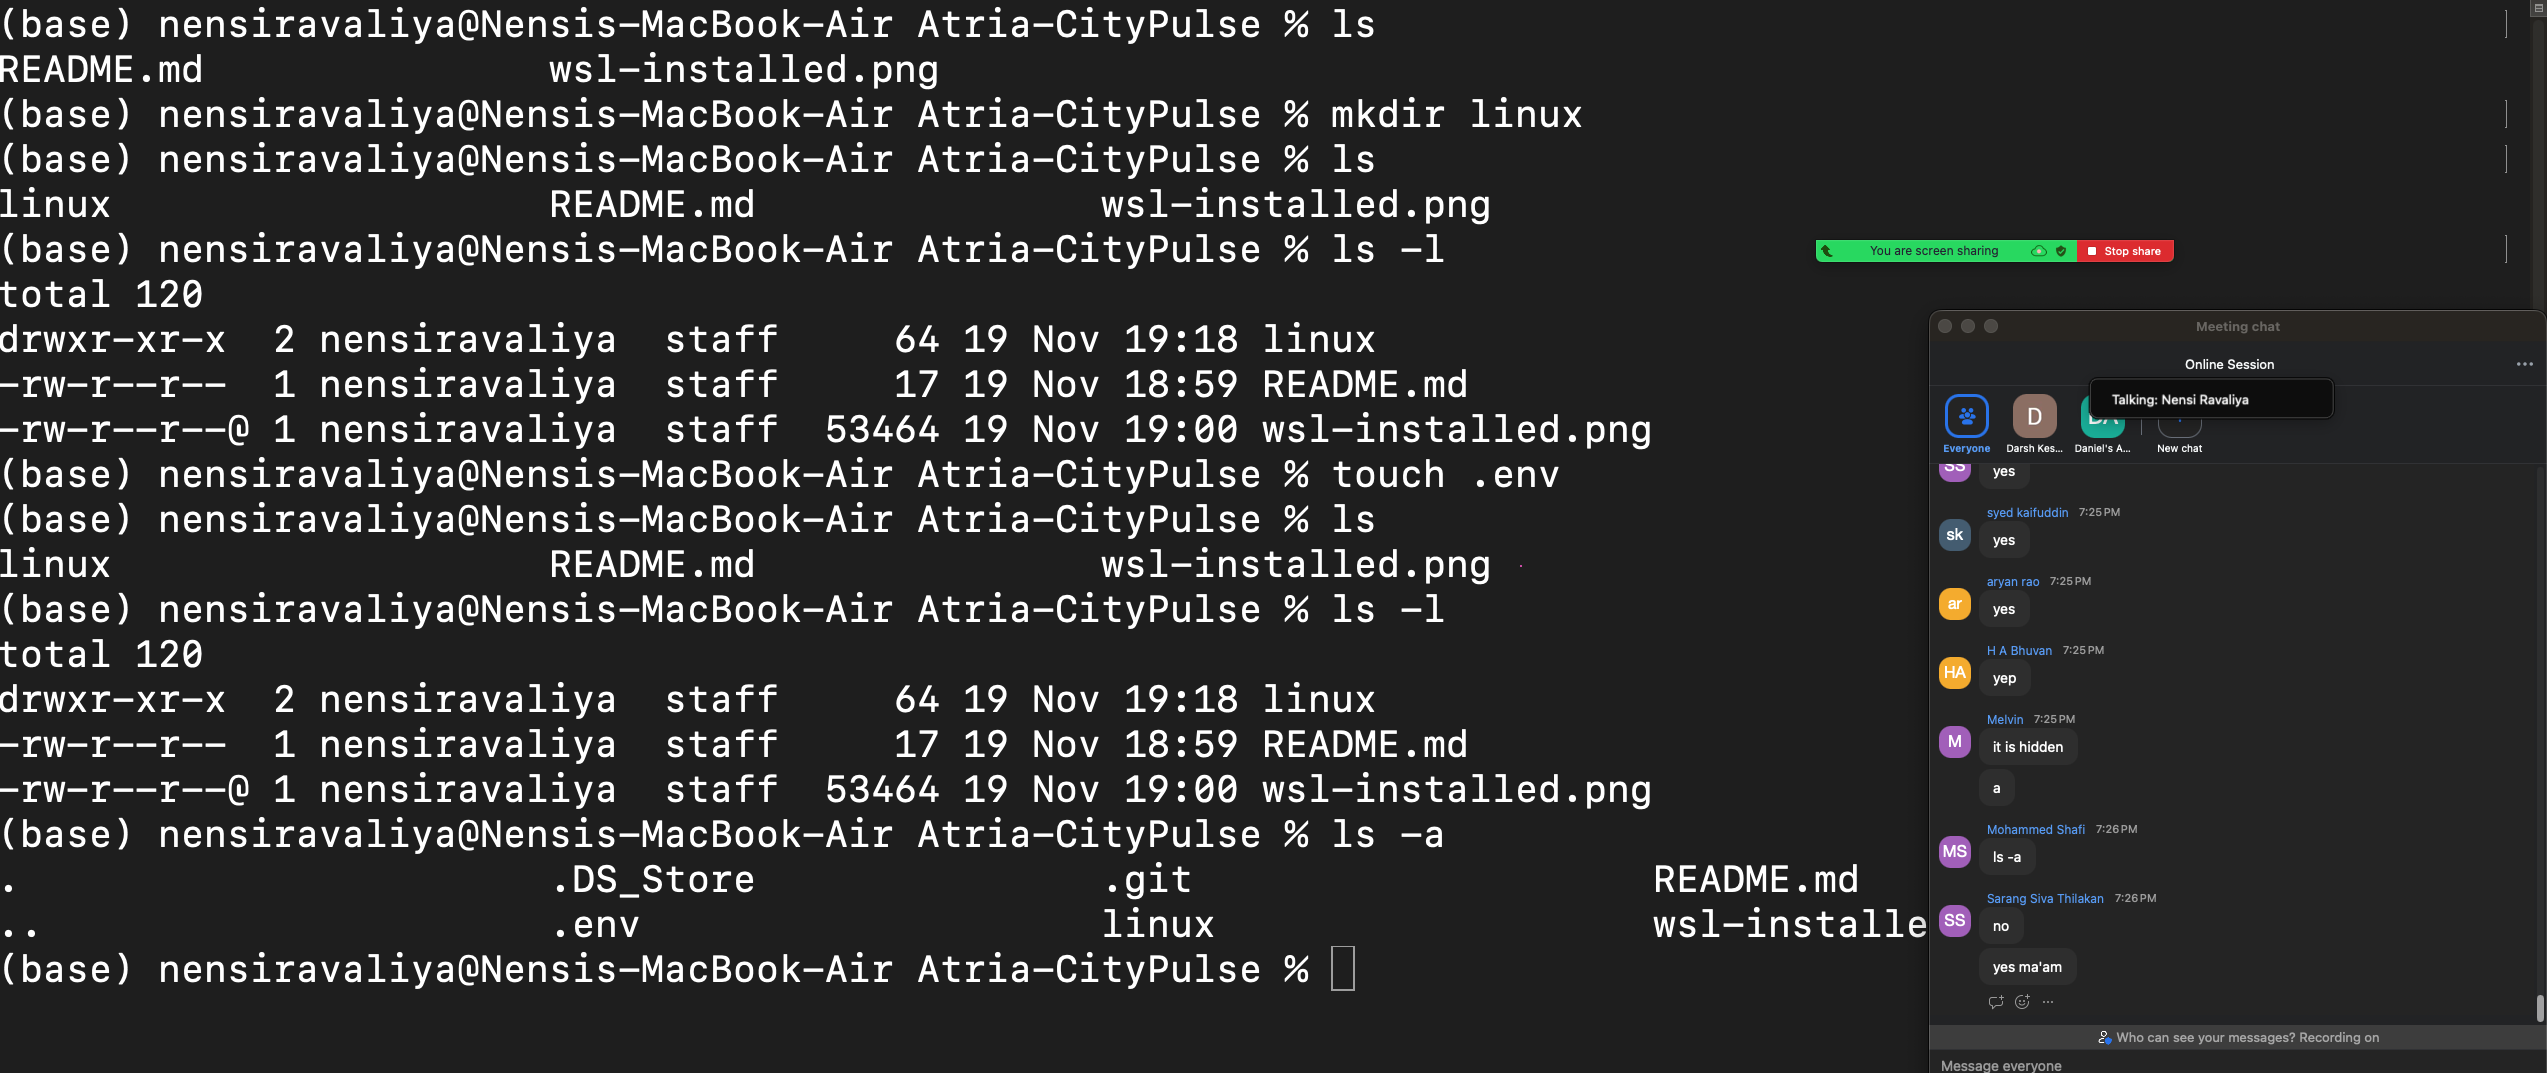 (base) nensiravaliya@Nensis-MacBook-Air Atria-CityPulse % ls
README.md wsl-installed.png
(base) nensiravaliya@Nensis-MacBook-Air Atria-CityPulse % mkdir linux
(base) nensiravaliya@Nensis-MacBook-Air Atria-CityPulse % ls
linux README.md wsl-installed.png
(base) nensiravaliya@Nensis-MacBook-Air Atria-CityPulse % ls -l
total 120
drwxr-xr-x 2 nensiravaliya staff 64 19 Nov 19:18 linux
-rw-r--r-- 1 nensiravaliya staff 17 19 Nov 18:59 README.md
-rw-r--r--@ 1 nensiravaliya staff 53464 19 Nov 19:00 wsl-installed.png
(base) nensiravaliya@Nensis-MacBook-Air Atria-CityPulse % touch .env
(base) nensiravaliya@Nensis-MacBook-Air Atria-CityPulse % ls
linux README.md wsl-installed.png
(base) nensiravaliya@Nensis-MacBook-Air Atria-CityPulse % ls -l
total 120
drwxr-xr-x 2 nensiravaliya staff 64 19 Nov 19:18 linux
-rw-r--r-- 1 nensiravaliya staff 17 19 Nov 18:59 README.md
-rw-r--r--@ 1 nensiravaliya staff 53464 19 Nov 19:00 wsl-installed.png
(base) nensiravaliya@Nensis-MacBook-Air Atria-CityPulse % ls -a
. .DS_Store .git README.md
.. .env linux wsl-installe
(base) nensiravaliya@Nensis-MacBook-Air Atria-CityPulse %
You are screen sharing Stop share
Meeting chat
Online Session
Talking: Nensi Ravaliya
D
Everyone Darsh Kes... Daniel's A... New chat
SS yes
syed kaifuddin 7:25 PM
sk yes
aryan rao 7:25 PM
ar yes
H A Bhuvan 7:25 PM
HA yep
Melvin 7:25 PM
M it is hidden
a
Mohammed Shafi 7:26 PM
MS ls -a
Sarang Siva Thilakan 7:26 PM
SS no
yes ma'am
Who can see your messages? Recording on
Message everyone